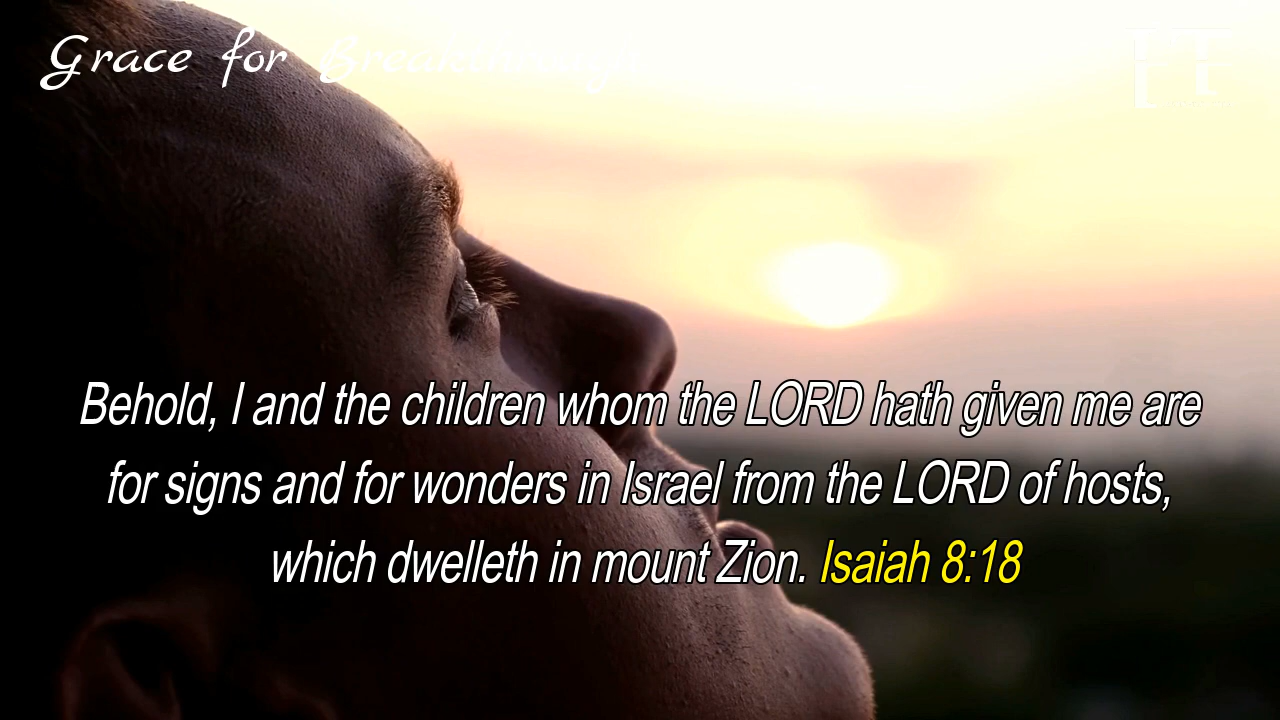 Grace for Breakthrough
Behold, I and the children whom the LORD hath given me are
for signs and for wonders in Israel from the LORD of hosts,
which dwelleth in mount Zion. Isaiah 8:18